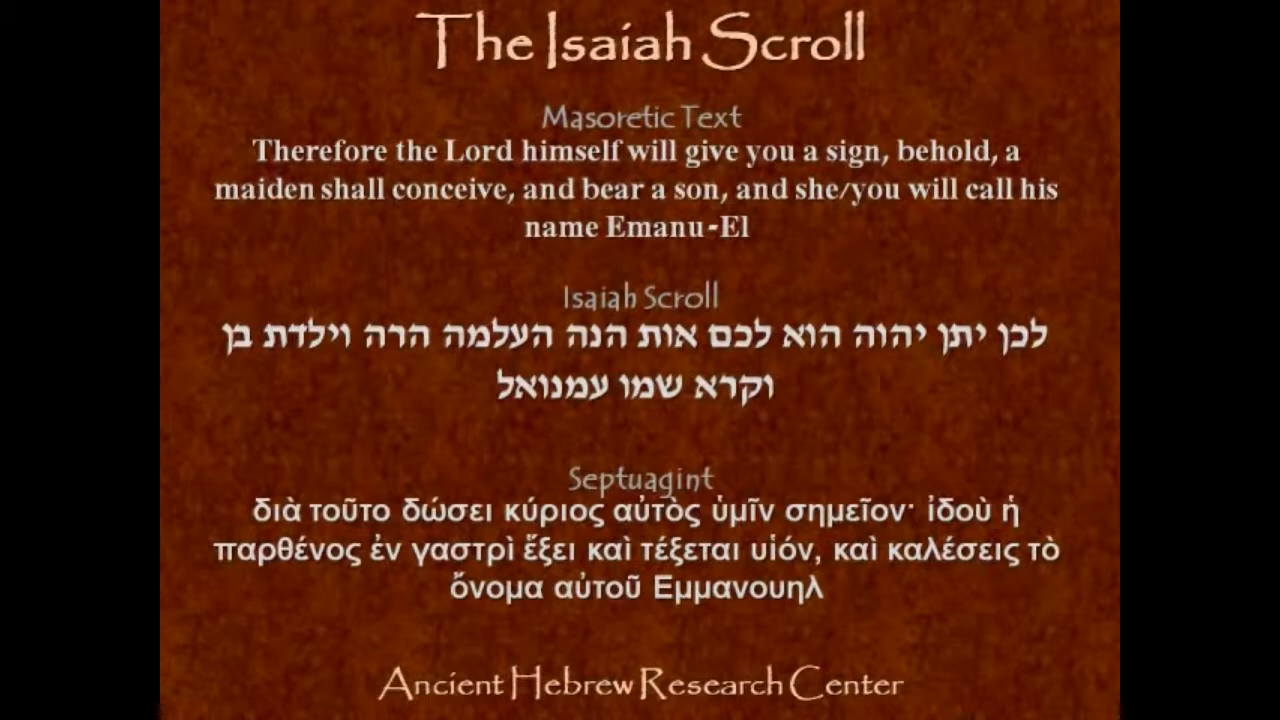 The Isaiah Scroll
Masoretic Text
Therefore the Lord himself will give you a sign, behold, a
maiden shall conceive, and bear a son, and she/you will call his
name Emanu-El
Isaiah Scroll
לכן יתן יהוה הוא לכם אות הנה העלמה הרה וילדת בן
וקרא שמו עמנואל
Septuagint
διὰ τοῦτο δώσει κύριος αὐτὸς ὑμῖν σημεῖον· ἰδοὺ ἡ
παρθένος ἐν γαστρὶ ἕξει καὶ τέξεται υἱόν, καὶ καλέσεις τὸ
ὄνομα αὐτοῦ Εμμανουηλ
Ancient Hebrew Research Center